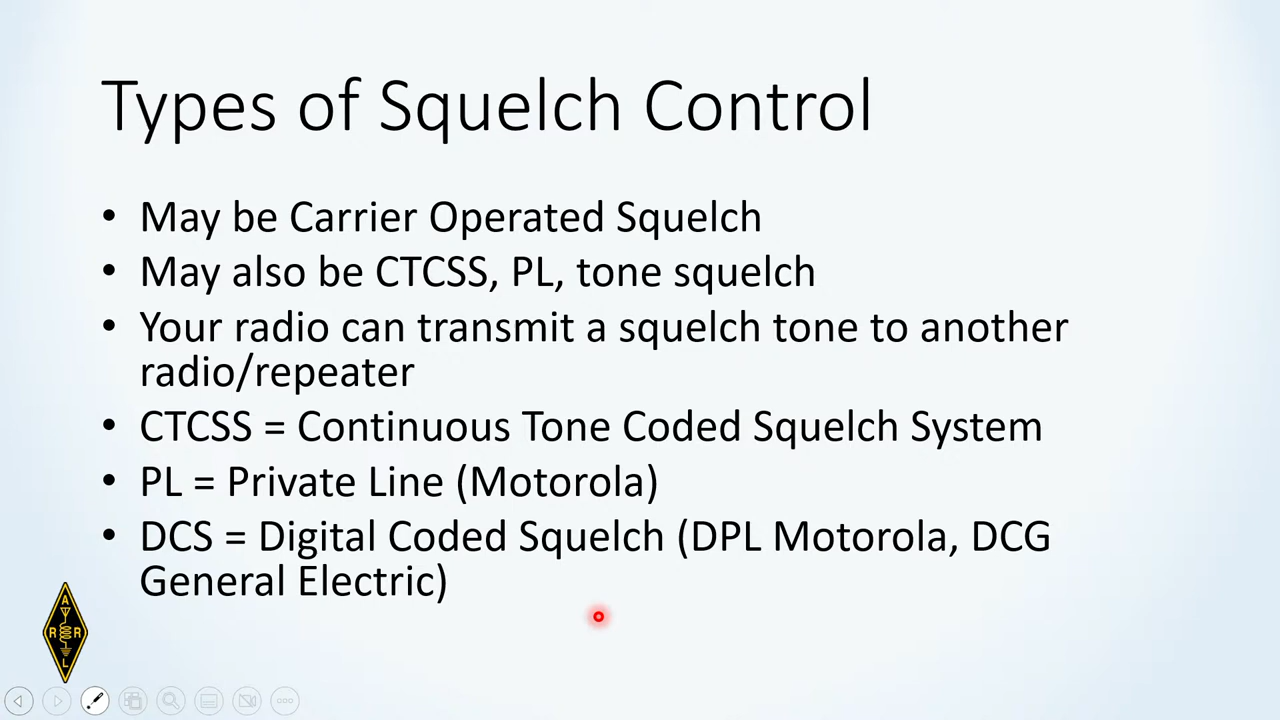 Types of Squelch Control
• May be Carrier Operated Squelch
• May also be CTCSS, PL, tone squelch
• Your radio can transmit a squelch tone to another
radio/repeater
• CTCSS = Continuous Tone Coded Squelch System
• PL = Private Line (Motorola)
• DCS = Digital Coded Squelch (DPL Motorola, DCG
General Electric)
A
R R
L